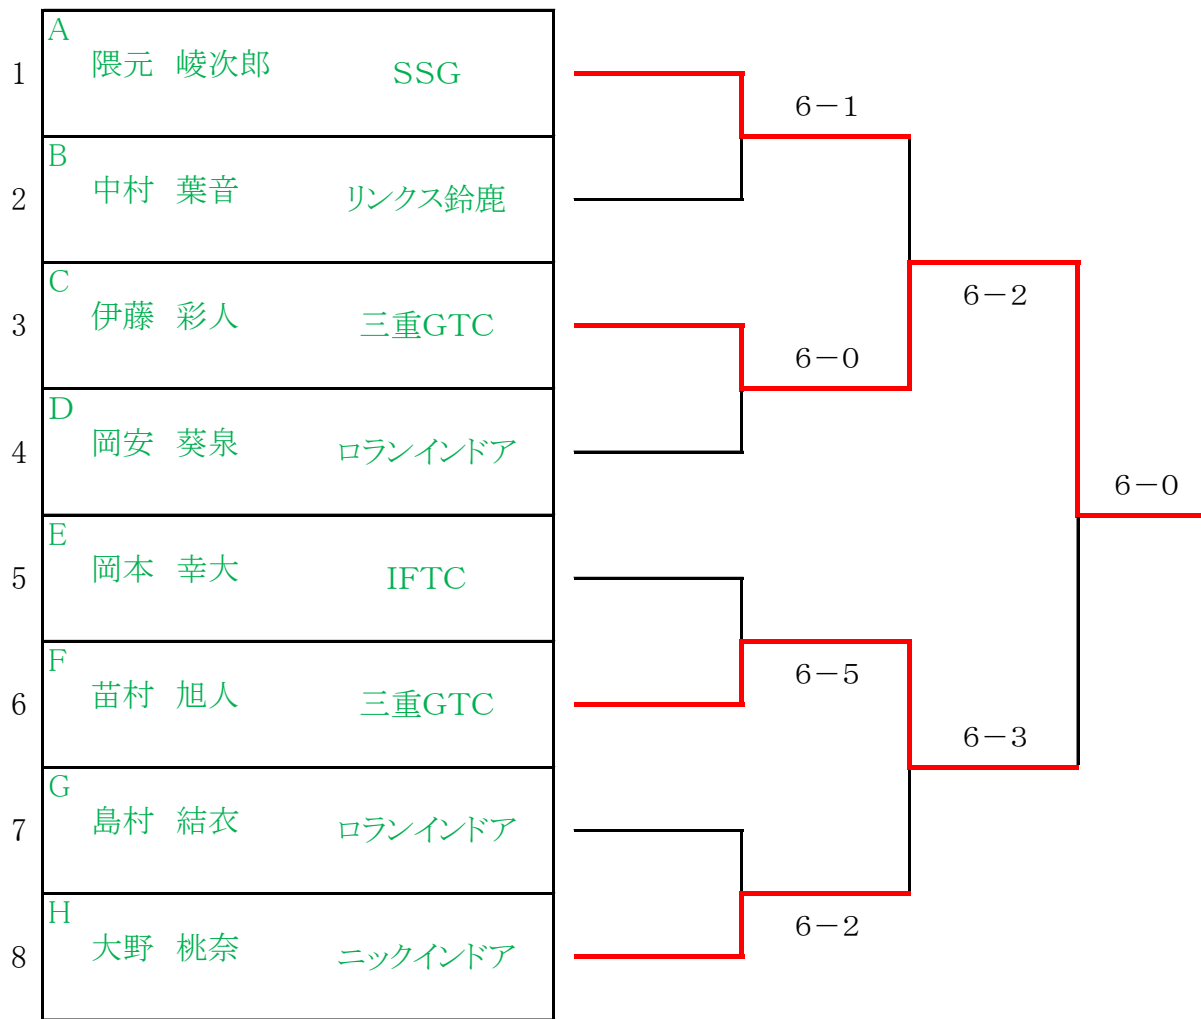 A
1 隈元 崚次郎 SSG
6－1
B
2 中村 葉音 リンクス鈴鹿
C
6－2
3 伊藤 彩人 三重GTC
6－0
D
4 岡安 葵泉 ロランインドア
6－0
E
5 岡本 幸大 IFTC
F
6－5
6 苗村 旭人 三重GTC
6－3
G
7 島村 結衣 ロランインドア
H
6－2
8 大野 桃奈 ニックインドア